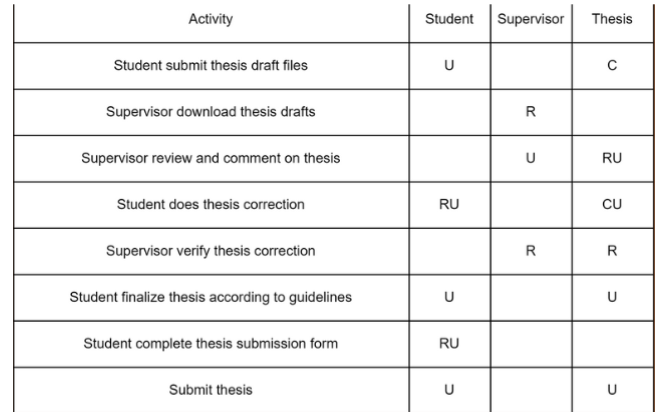 Activity Student Supervisor Thesis
Student submit thesis draft files U C
Supervisor download thesis drafts R
Supervisor review and comment on thesis U RU
Student does thesis correction RU CU
Supervisor verify thesis correction R R
Student finalize thesis according to guidelines U U
Student complete thesis submission form RU
Submit thesis U U